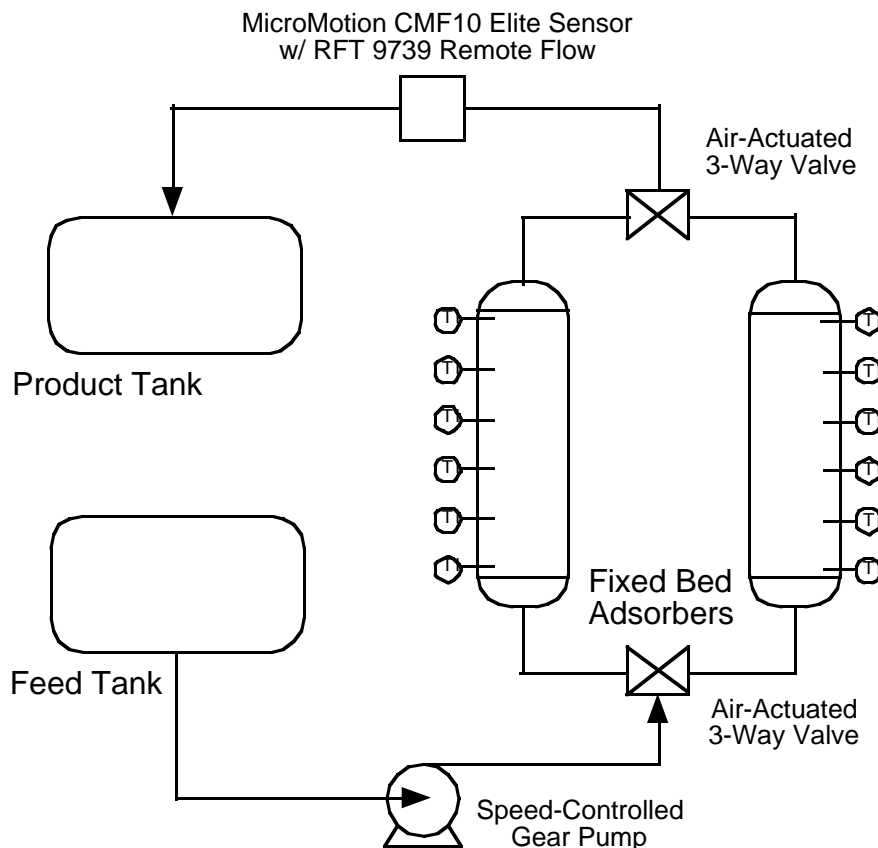 MicroMotion CMF10 Elite Sensor
w/ RFT 9739 Remote Flow
Air-Actuated
3-Way Valve
Product Tank
T T
T T
T T
T T
T T
T T
Fixed Bed
Adsorbers
Feed Tank
Air-Actuated
3-Way Valve
Speed-Controlled
Gear Pump